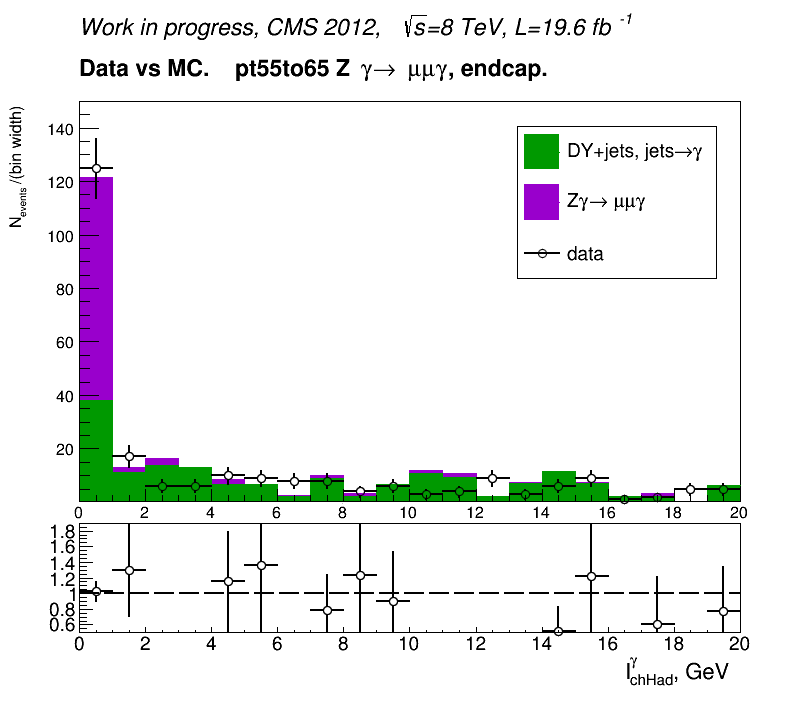 Work in progress, CMS 2012, √s=8 TeV, L=19.6 fb -1
Data vs MC. pt55to65 Z γ→ μμγ, endcap.
N events /(bin width)
140
120
100
80
60
40
20
DY+jets, jets→γ
Zγ→ μμγ
data
0 2 4 6 8 10 12 14 16 18 20
1.8
1.6
1.4
1.2
1
0.8
0.6
0 2 4 6 8 10 12 14 16 18 20
I γ chHad, GeV